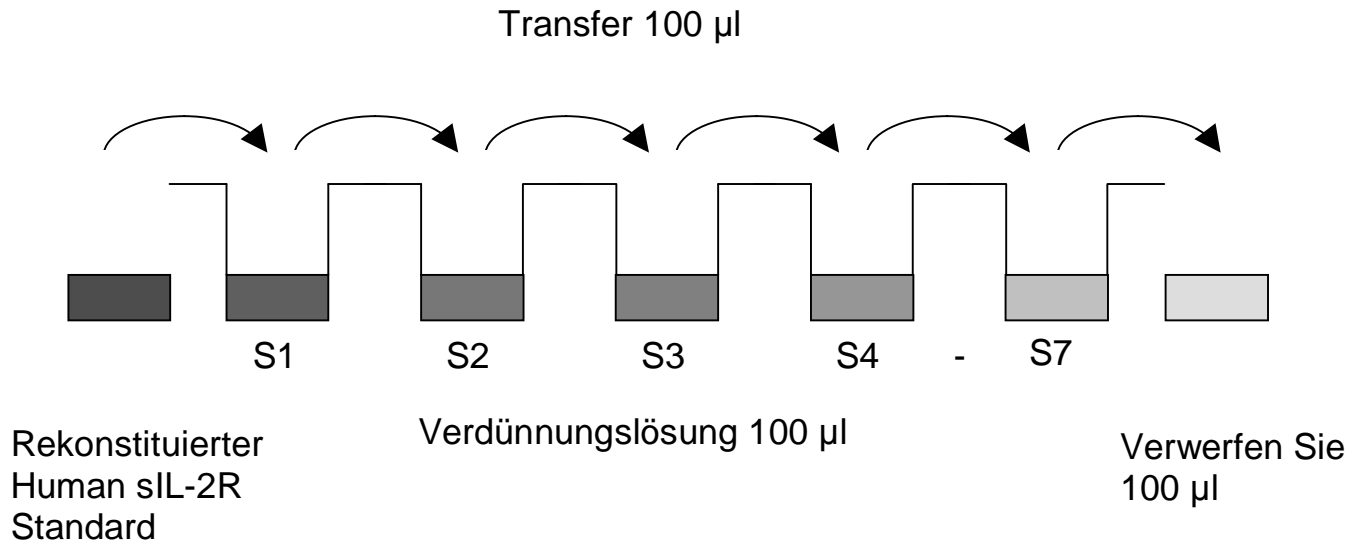 Transfer 100 µl
S1 S2 S3 S4 - S7
Rekonstituierter
Human sIL-2R
Standard
Verdünnungslösung 100 µl
Verwerfen Sie
100 µl